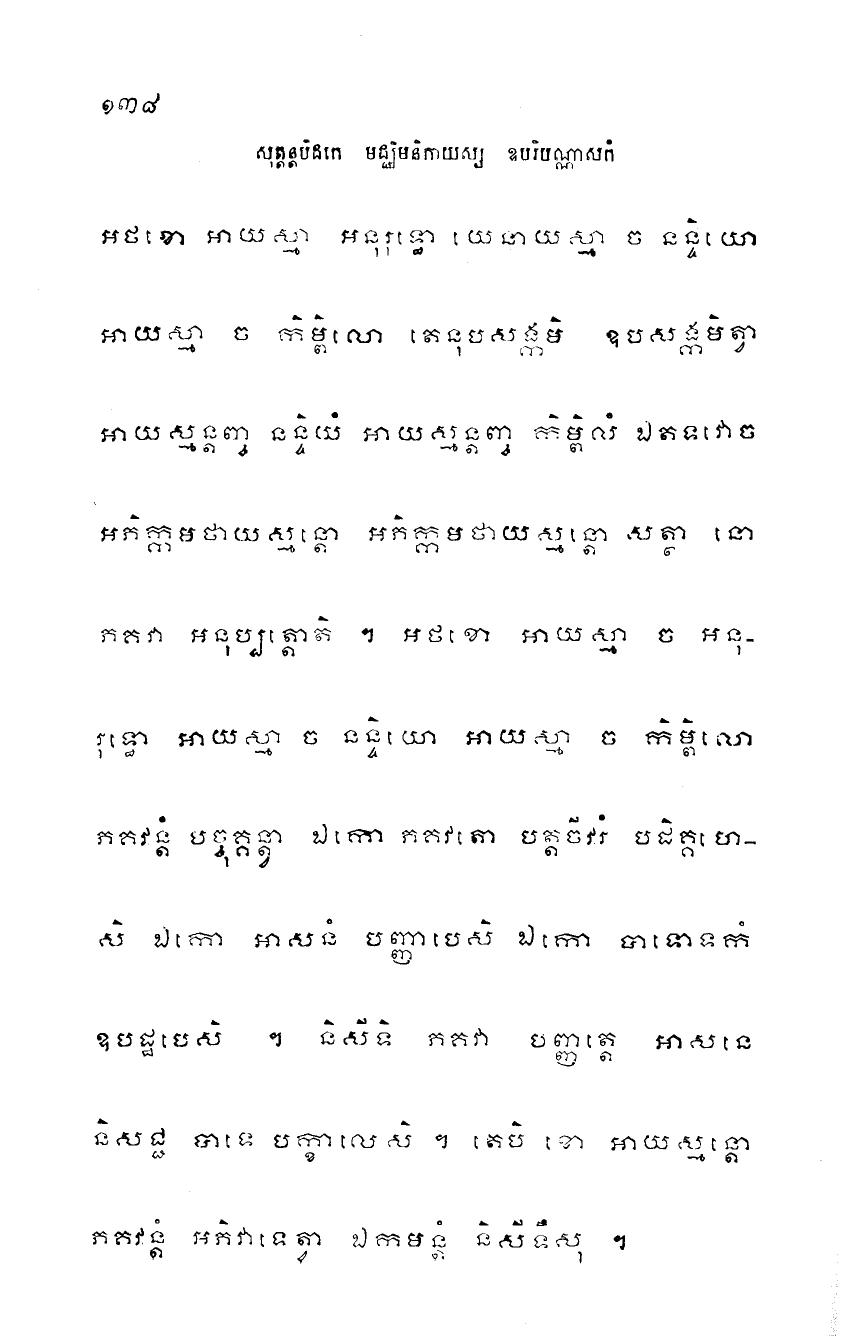 ១៣៨
សុត្តន្តបិដកេ មជ្ឈិមនិកាយស្ស ឧបរិបណ្ណាសកំ
អថខោ អាយស្មា អនុរុទ្ធោ យេនាយស្មា ច នន្ទិយោ
អាយស្មា ច កិម្ពិលោ តេនុបសង្កមិ ឧបសង្កមិត្វា
អាយស្មន្តញ្ច នន្ទិយំ អាយស្មន្តញ្ច កិម្ពិលំ ឯតទវោច
អភិក្កមថាយស្មន្តោ អភិក្កមថាយស្មន្តោ សត្ថា នោ
ភគវា អនុប្បត្តោតិ ។ អថខោ អាយស្មា ច អនុ-
រុទ្ធោ អាយស្មា ច នន្ទិយោ អាយស្មា ច កិម្ពិលោ
ភគវន្តំ បច្ចុគ្គន្ត្វា ឯកោ ភគវតោ បត្តចីវរំ បដិគ្គហេ-
សិ ឯកោ អាសនំ បញ្ញាបេសិ ឯកោ បាទោទកំ
ឧបដ្ឋបេសិ ។ និសីទិ ភគវា បញ្ញត្តេ អាសនេ
និសជ្ជ បាទេ បក្ខាលេសិ ។ តេបិ ខោ អាយស្មន្តោ
ភគវន្តំ អភិវាទេត្វា ឯកមន្តំ និសីទឹសុ ។